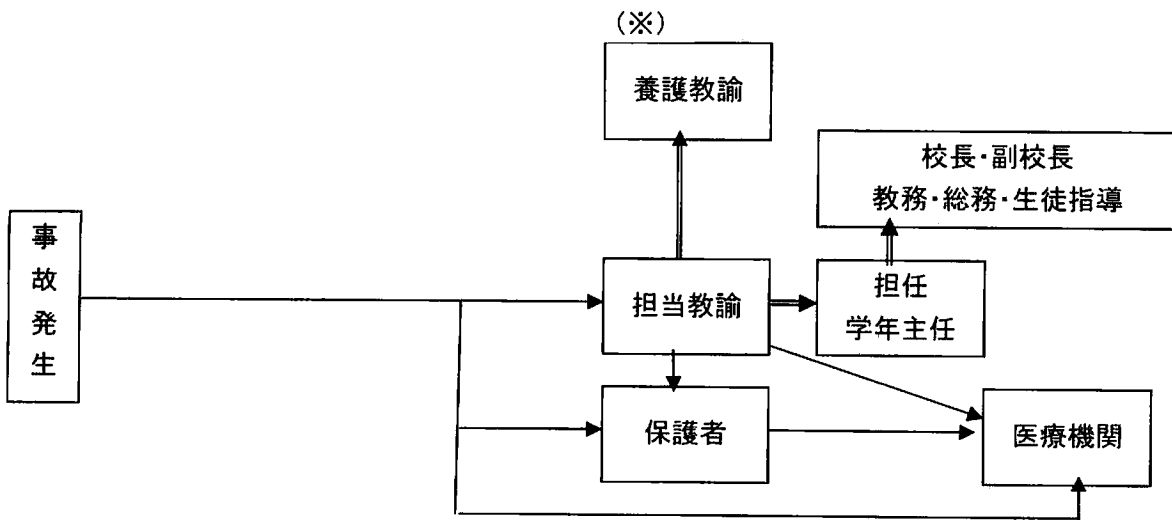 (※)
養護教諭
校長・副校長
教務・総務・生徒指導
事故発生
担当教諭
担任
学年主任
保護者
医療機関